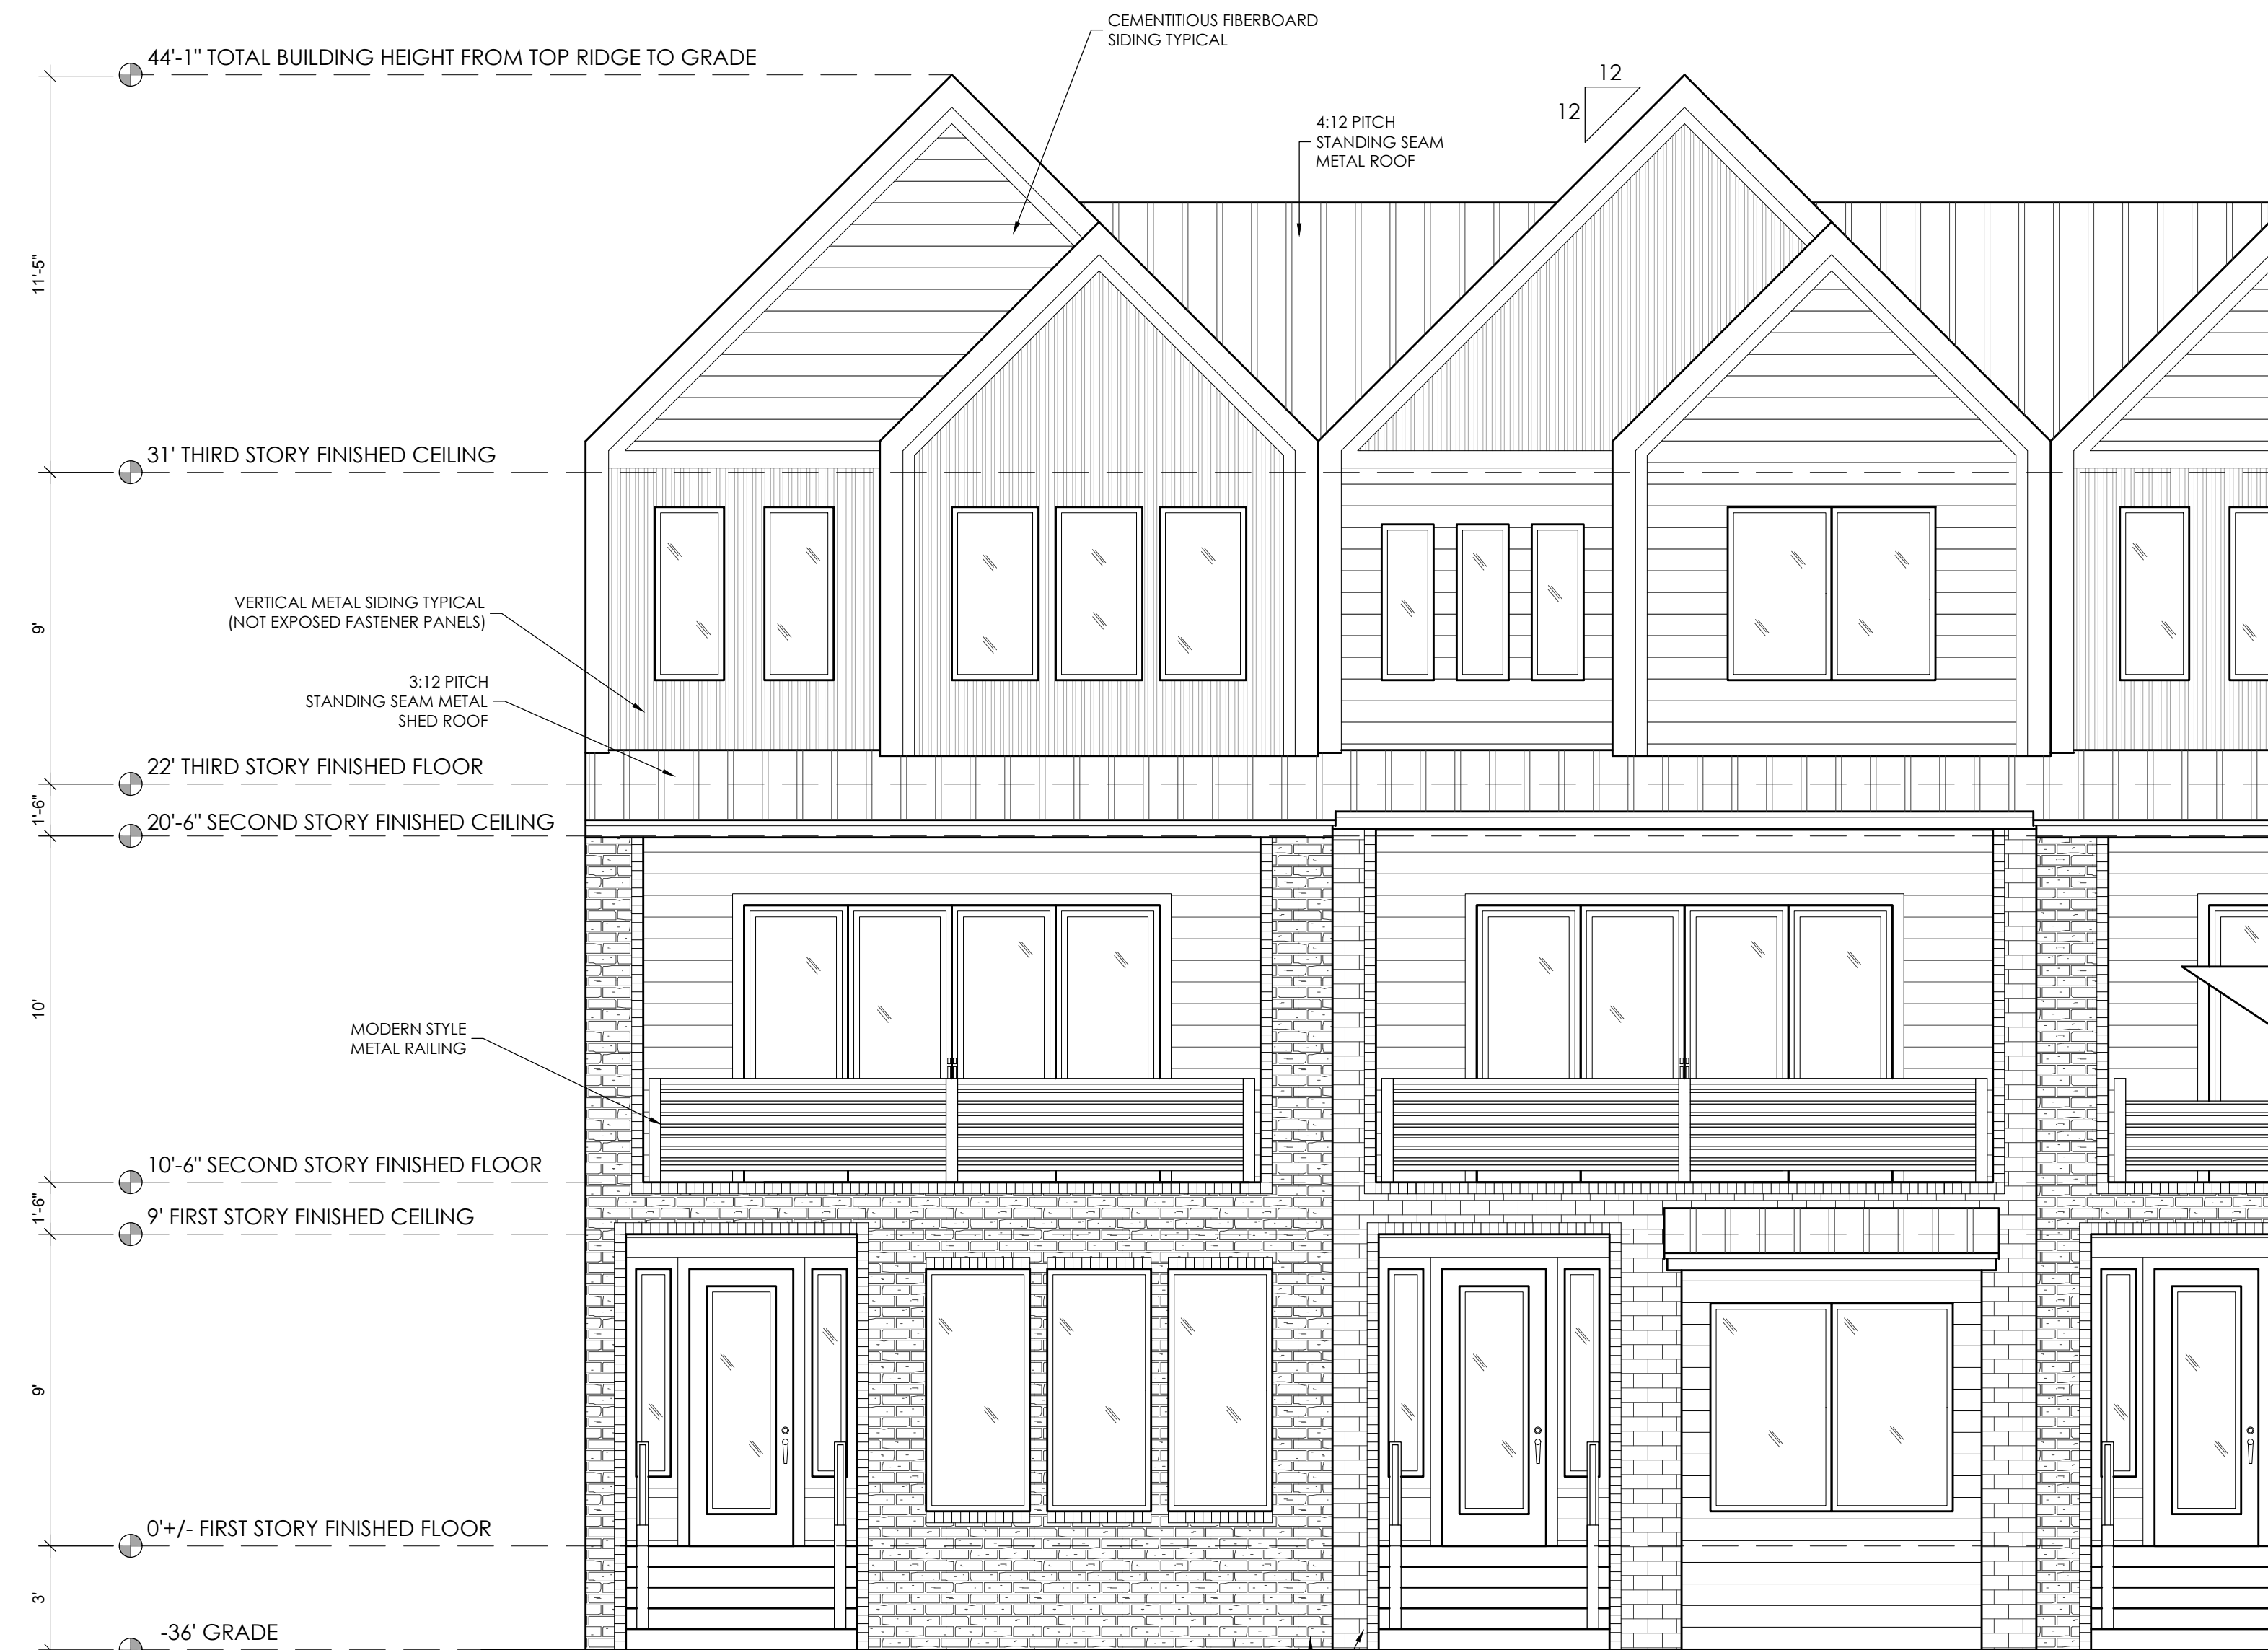 CEMENTITIOUS FIBERBOARD
SIDING TYPICAL
44'-1" TOTAL BUILDING HEIGHT FROM TOP RIDGE TO GRADE
12
12
4:12 PITCH
STANDING SEAM
METAL ROOF
11'-5"
31' THIRD STORY FINISHED CEILING
VERTICAL METAL SIDING TYPICAL
(NOT EXPOSED FASTENER PANELS)
9'
3:12 PITCH
STANDING SEAM METAL
SHED ROOF
22' THIRD STORY FINISHED FLOOR
1'-6"
20'-6" SECOND STORY FINISHED CEILING
10'
MODERN STYLE
METAL RAILING
10'-6" SECOND STORY FINISHED FLOOR
1'-6"
9' FIRST STORY FINISHED CEILING
9'
0'+/- FIRST STORY FINISHED FLOOR
3'
-36' GRADE